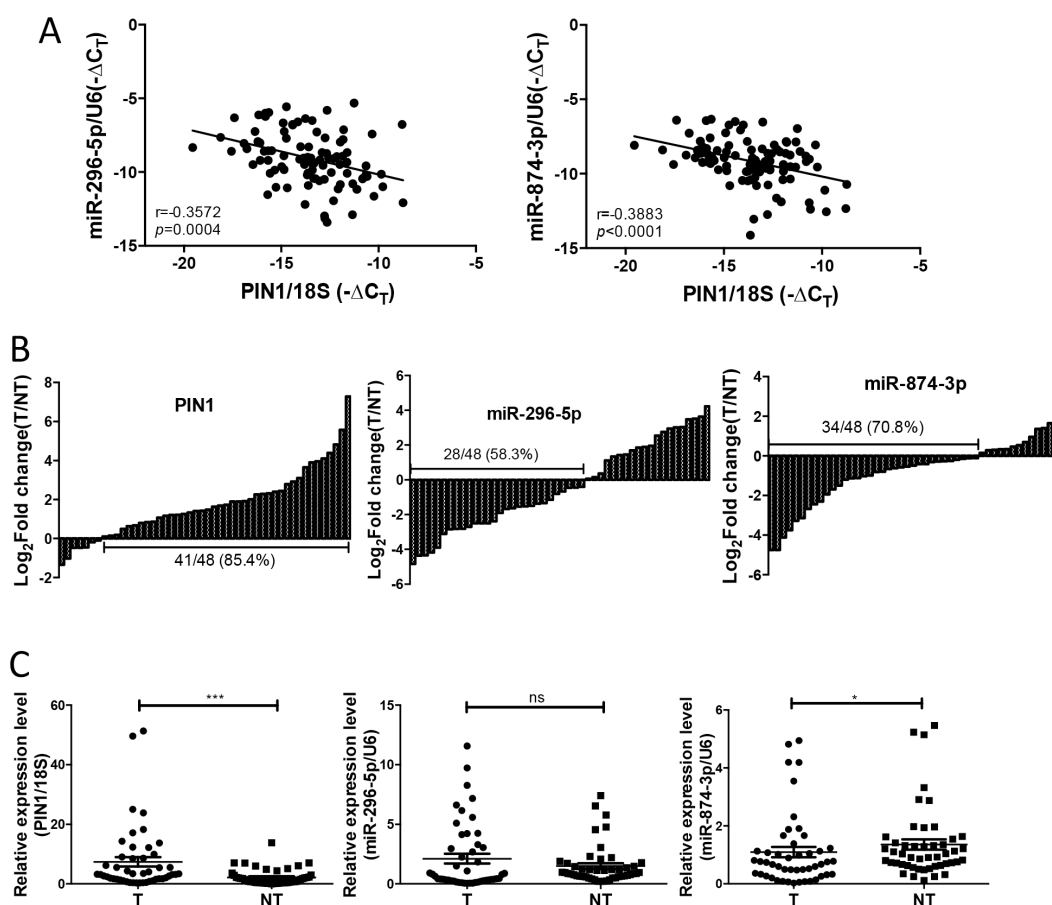 A
0
-5
-10
-15
miR-296-5p/U6(-ΔCT)
r=-0.3572
p=0.0004
-20
-15
-10
-5
PIN1/18S (-ΔCT)
0
-5
-10
-15
miR-874-3p/U6(-ΔCT)
r=-0.3883
p<0.0001
-20
-15
-10
-5
PIN1/18S (-ΔCT)
B
Log2Fold change(T/NT)
8
6
4
2
0
-2
PIN1
41/48 (85.4%)
Log2Fold change(T/NT)
6
4
2
0
-2
-4
-6
miR-296-5p
28/48 (58.3%)
Log2Fold change(T/NT)
4
2
0
-2
-4
-6
miR-874-3p
34/48 (70.8%)
C
Relative expression level
(PIN1/18S)
60
40
20
0
***
T
NT
Relative expression level
(miR-296-5p/U6)
15
10
5
0
ns
T
NT
Relative expression level
(miR-874-3p/U6)
6
4
2
0
*
T
NT